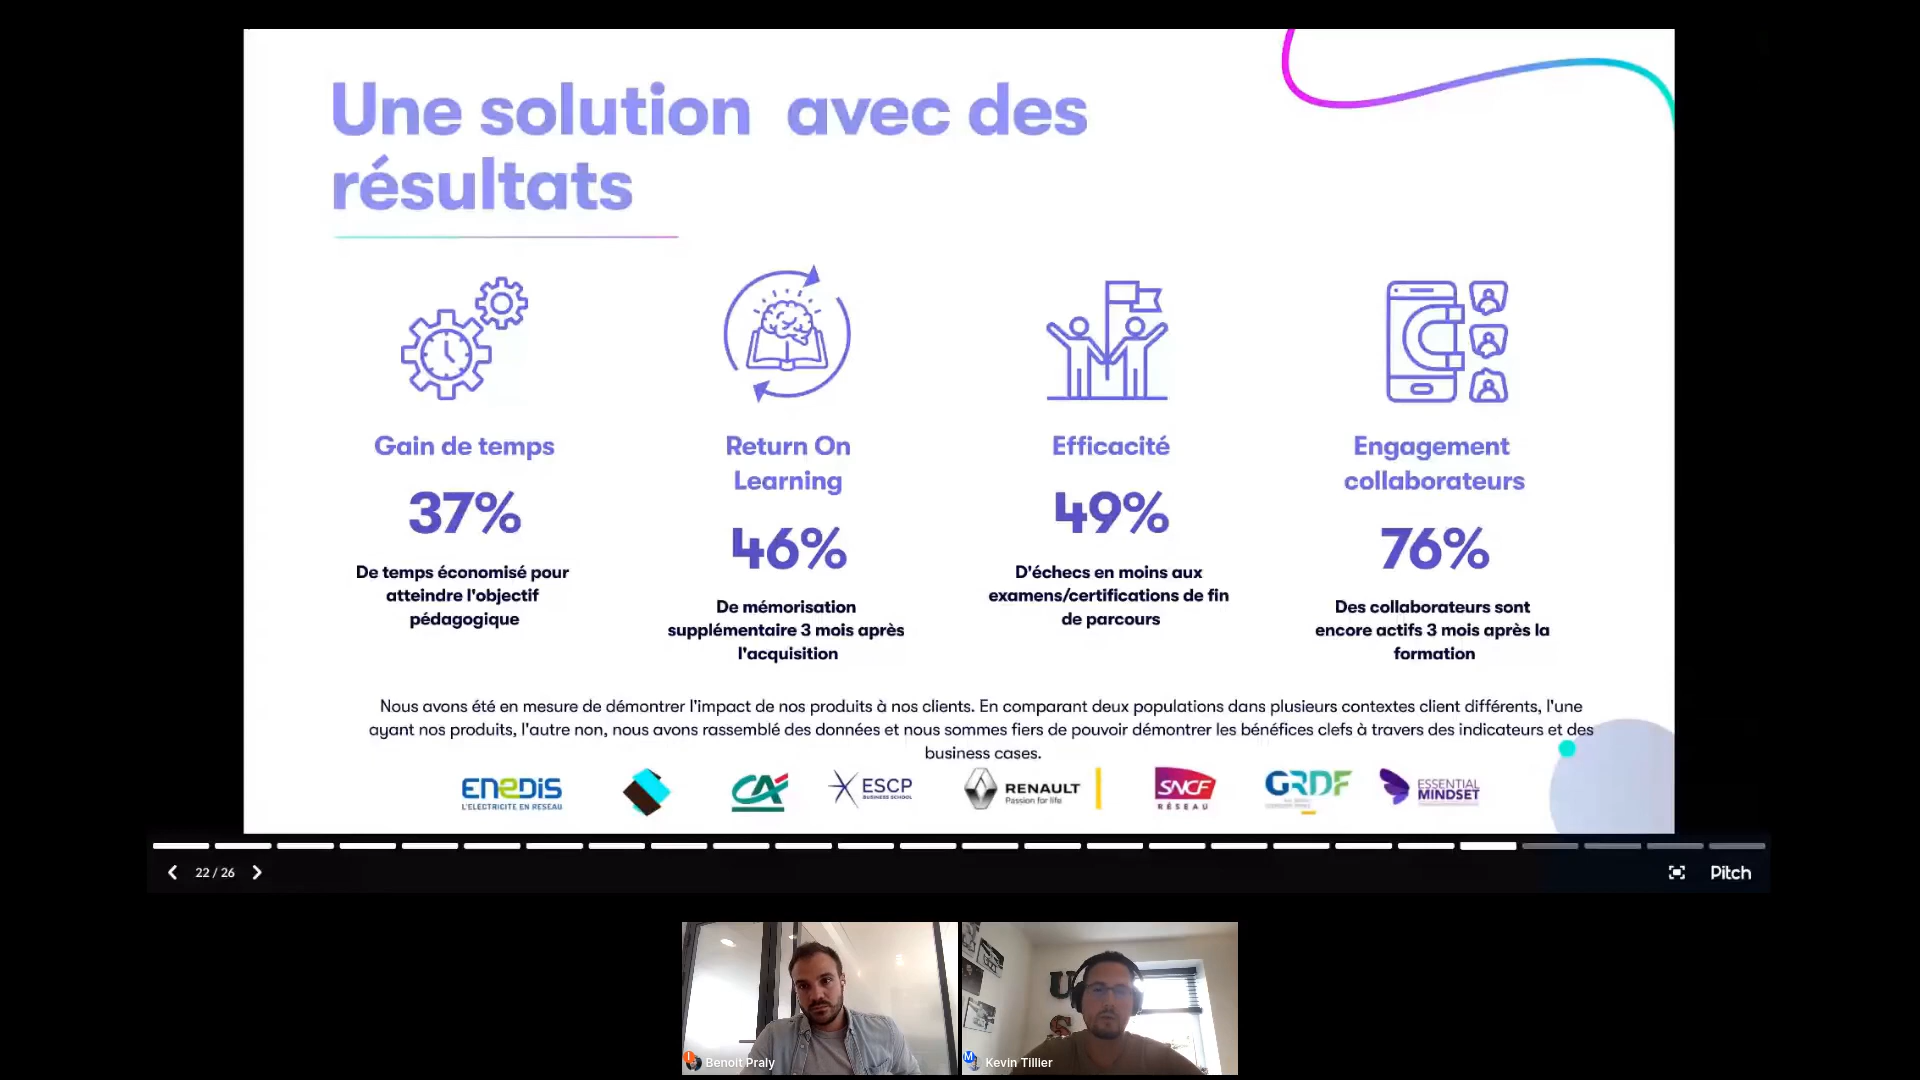 Une solution  avec des
résultats
Gain de temps
37%
De temps économisé pour
atteindre l'objectif
pédagogique
Return On
Learning
46%
De mémorisation
supplémentaire 3 mois après
l'acquisition
Efficacité
49%
D'échecs en moins aux
examens/certifications de fin
de parcours
Engagement
collaborateurs
76%
Des collaborateurs sont
encore actifs 3 mois après la
formation
Nous avons été en mesure de démontrer l'impact de nos produits à nos clients. En comparant deux populations dans plusieurs contextes client différents, l'une
ayant nos produits, l'autre non, nous avons rassemblé des données et nous sommes fiers de pouvoir démontrer les bénéfices clefs à travers des indicateurs et des
business cases.
ENEDIS
L'ELECTRICITE EN RESEAU
CA
ESCP
BUSINESS SCHOOL
RENAULT
Passion for life
SNCF
RÉSEAU
GRDF
ESSENTIAL
MINDSET
22 / 26
Pitch
U
S
Benoit Praly
M
Kevin Tillier